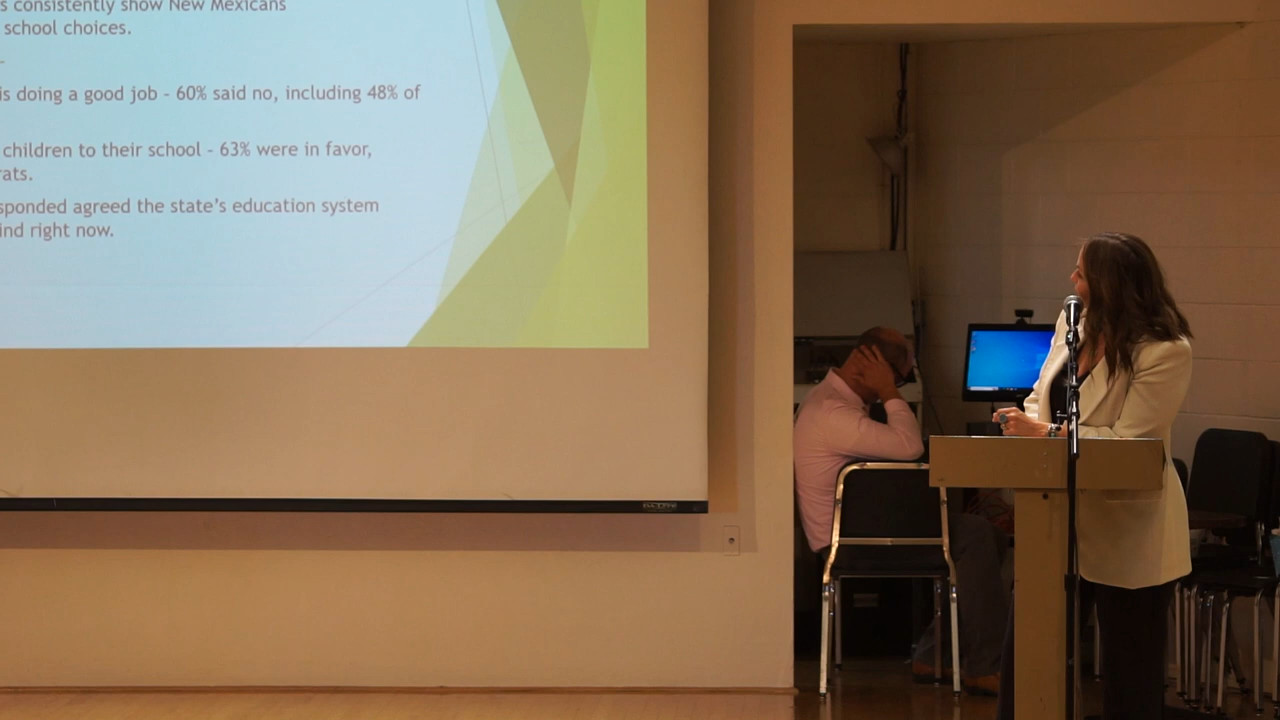 s consistently show New Mexicans
school choices.
is doing a good job – 60% said no, including 48% of
children to their school – 63% were in favor,
rats.
sponded agreed the state's education system
ind right now.